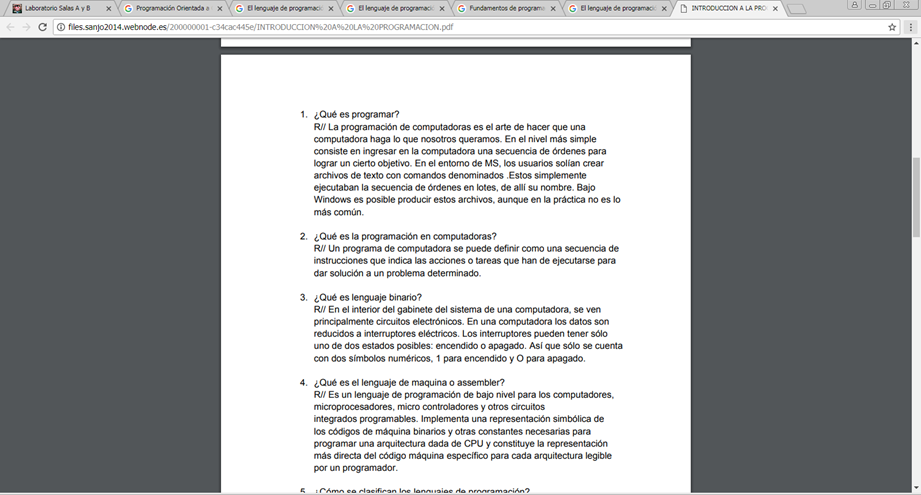 Laboratorio Salas A y B
Programación Orientada a
El lenguaje de programaci
El lenguaje de programaci
Fundamentos de programa
El lenguaje de programaci
INTRODUCCION A LA PRO
files.sanjo2014.webnode.es/200000001-c34cac445e/INTRODUCCION%20A%20LA%20PROGRAMACION.pdf
1. ¿Qué es programar?
R// La programación de computadoras es el arte de hacer que una
computadora haga lo que nosotros queramos. En el nivel más simple
consiste en ingresar en la computadora una secuencia de órdenes para
lograr un cierto objetivo. En el entorno de MS, los usuarios solían crear
archivos de texto con comandos denominados .Estos simplemente
ejecutaban la secuencia de órdenes en lotes, de allí su nombre. Bajo
Windows es posible producir estos archivos, aunque en la práctica no es lo
más común.
2. ¿Qué es la programación en computadoras?
R// Un programa de computadora se puede definir como una secuencia de
instrucciones que indica las acciones o tareas que han de ejecutarse para
dar solución a un problema determinado.
3. ¿Qué es lenguaje binario?
R// En el interior del gabinete del sistema de una computadora, se ven
principalmente circuitos electrónicos. En una computadora los datos son
reducidos a interruptores eléctricos. Los interruptores pueden tener sólo
uno de dos estados posibles: encendido o apagado. Así que sólo se cuenta
con dos símbolos numéricos, 1 para encendido y O para apagado.
4. ¿Qué es el lenguaje de maquina o assembler?
R// Es un lenguaje de programación de bajo nivel para los computadores,
microprocesadores, micro controladores y otros circuitos
integrados programables. Implementa una representación simbólica de
los códigos de máquina binarios y otras constantes necesarias para
programar una arquitectura dada de CPU y constituye la representación
más directa del código máquina específico para cada arquitectura legible
por un programador.
5. ¿Cómo se clasifican los lenguajes de programación?